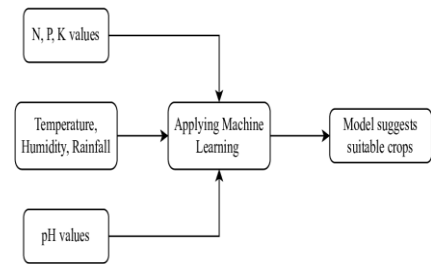 N, P, K values
Temperature,
Humidity, Rainfall
Applying Machine
Learning
Model suggests
suitable crops
pH values